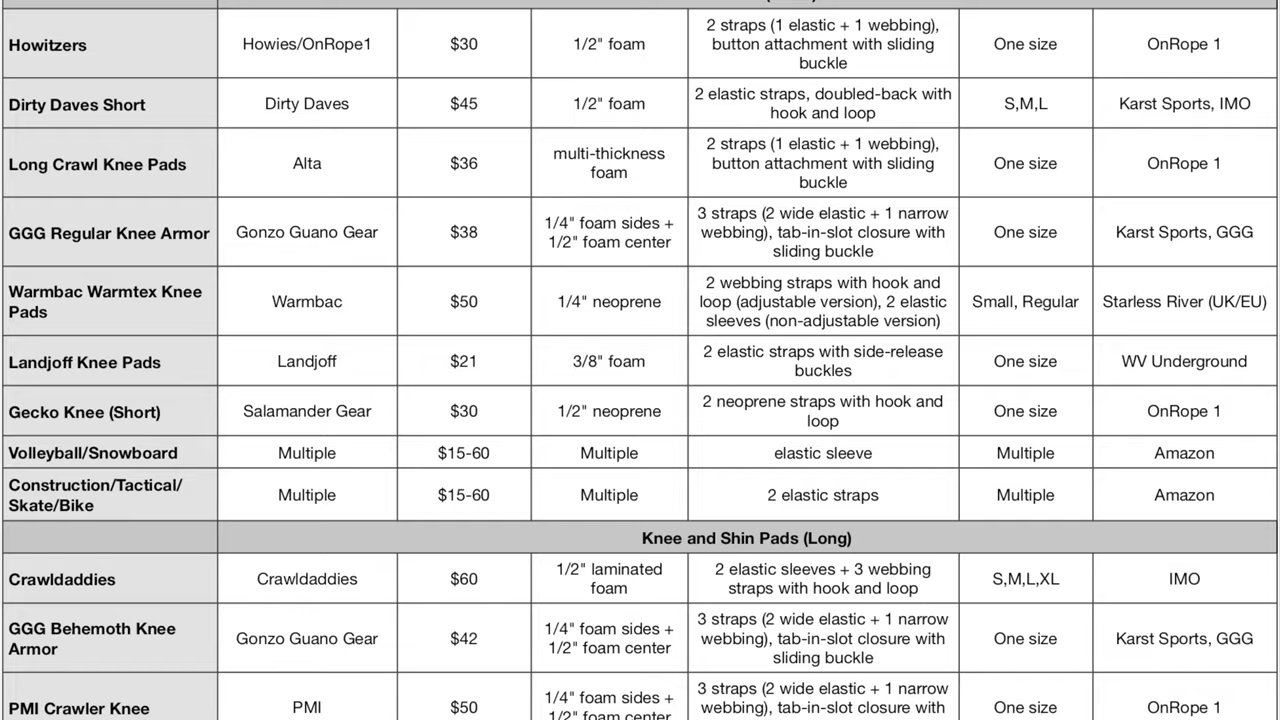 Howitzers
Howies/OnRope1
$30
1/2" foam
2 straps (1 elastic + 1 webbing),
button attachment with sliding
buckle
One size
OnRope 1
Dirty Daves Short
Dirty Daves
$45
1/2" foam
2 elastic straps, doubled-back with
hook and loop
S,M,L
Karst Sports, IMO
Long Crawl Knee Pads
Alta
$36
multi-thickness
foam
2 straps (1 elastic + 1 webbing),
button attachment with sliding
buckle
One size
OnRope 1
GGG Regular Knee Armor
Gonzo Guano Gear
$38
1/4" foam sides +
1/2" foam center
3 straps (2 wide elastic + 1 narrow
webbing), tab-in-slot closure with
sliding buckle
One size
Karst Sports, GGG
Warmbac Warmtex Knee
Pads
Warmbac
$50
1/4" neoprene
2 webbing straps with hook and
loop (adjustable version), 2 elastic
sleeves (non-adjustable version)
Small, Regular
Starless River (UK/EU)
Landjoff Knee Pads
Landjoff
$21
3/8" foam
2 elastic straps with side-release
buckles
One size
WV Underground
Gecko Knee (Short)
Salamander Gear
$30
1/2" neoprene
2 neoprene straps with hook and
loop
One size
OnRope 1
Volleyball/Snowboard
Multiple
$15-60
Multiple
elastic sleeve
Multiple
Amazon
Construction/Tactical/
Skate/Bike
Multiple
$15-60
Multiple
2 elastic straps
Multiple
Amazon
Knee and Shin Pads (Long)
Crawldaddies
Crawldaddies
$60
1/2" laminated
foam
2 elastic sleeves + 3 webbing
straps with hook and loop
S,M,L,XL
IMO
GGG Behemoth Knee
Armor
Gonzo Guano Gear
$42
1/4" foam sides +
1/2" foam center
3 straps (2 wide elastic + 1 narrow
webbing), tab-in-slot closure with
sliding buckle
One size
Karst Sports, GGG
PMI Crawler Knee
PMI
$50
1/4" foam sides +
1/2" foam center
3 straps (2 wide elastic + 1 narrow
webbing), tab-in-slot closure with
One size
OnRope 1